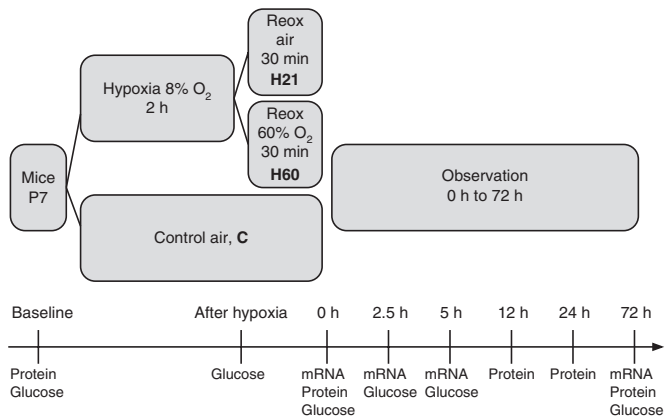 Reox
air
30 min
H21
Hypoxia 8% O₂
2 h
Reox
60% O₂
30 min
H60
Mice
P7
Observation
0 h to 72 h
Control air, C
Baseline After hypoxia 0 h 2.5 h 5 h 12 h 24 h 72 h
Protein Glucose mRNA mRNA mRNA Protein Protein mRNA
Glucose Protein Glucose Glucose Protein
Glucose Glucose